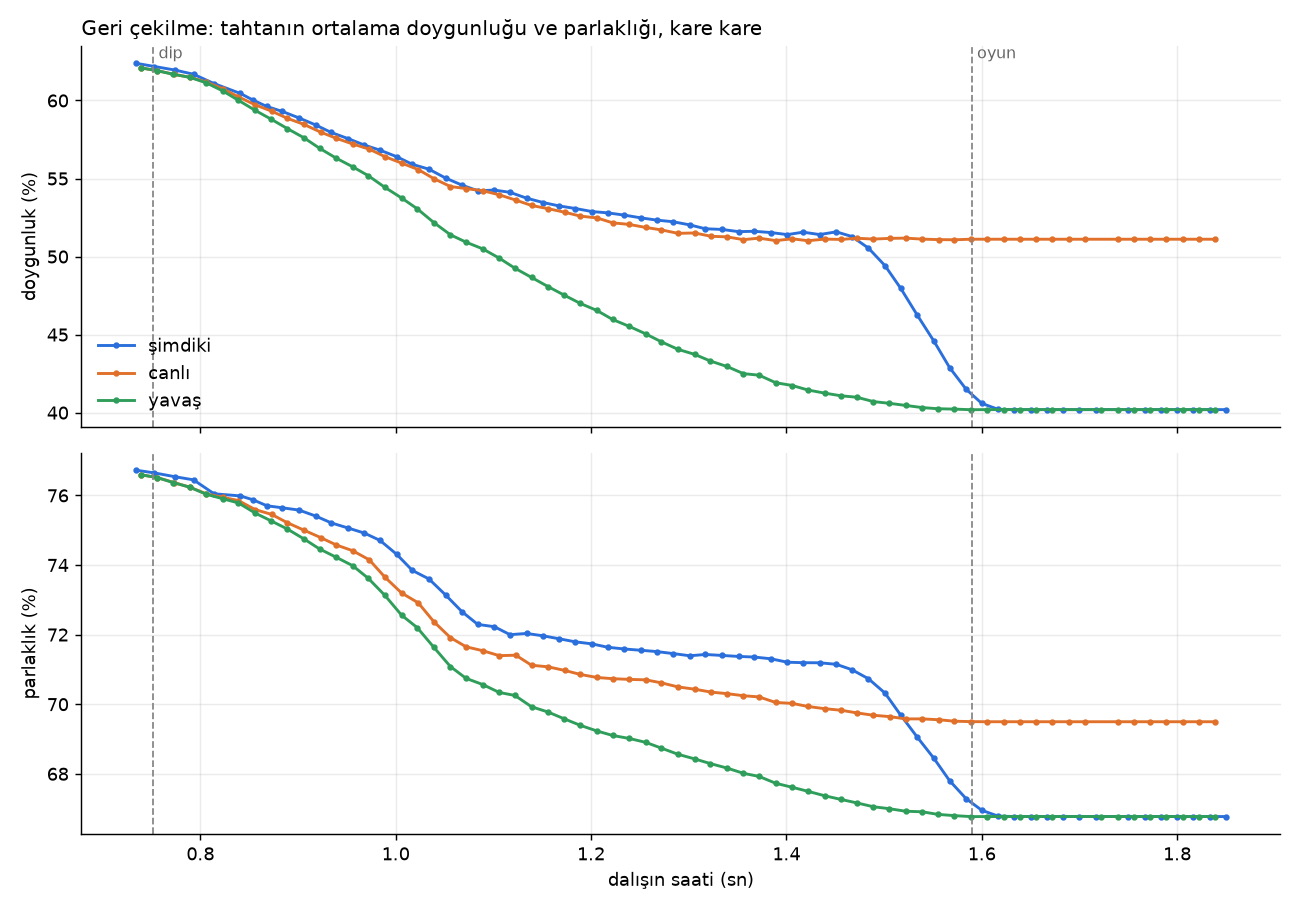 Geri çekilme: tahtanın ortalama doygunluğu ve parlaklığı, kare kare
dip
oyun
doygunluk (%)
60
55
50
45
40
şimdiki
canlı
yavaş
parlaklık (%)
76
74
72
70
68
0.8
1.0
1.2
1.4
1.6
1.8
dalışın saati (sn)